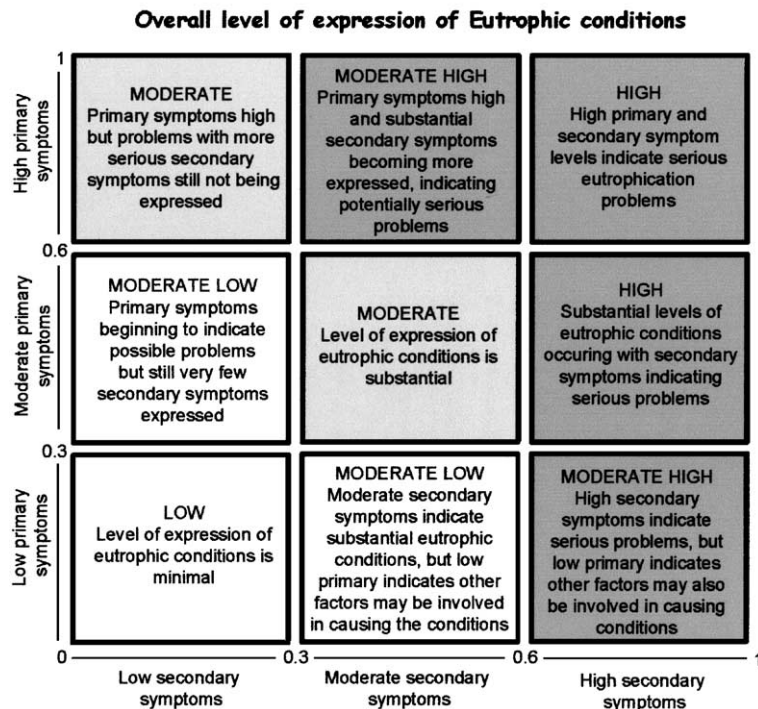 Overall level of expression of Eutrophic conditions
1
High primary
symptoms
MODERATE
Primary symptoms high
but problems with more
serious secondary
symptoms still not being
expressed
MODERATE HIGH
Primary symptoms high
and substantial
secondary symptoms
becoming more
expressed, indicating
potentially serious
problems
HIGH
High primary and
secondary symptom
levels indicate serious
eutrophication
problems
0.6
Moderate primary
symptoms
MODERATE LOW
Primary symptoms
beginning to indicate
possible problems
but still very few
secondary symptoms
expressed
MODERATE
Level of expression of
eutrophic conditions is
substantial
HIGH
Substantial levels of
eutrophic conditions
occuring with secondary
symptoms indicating
serious problems
0.3
Low primary
symptoms
LOW
Level of expression of
eutrophic conditions is
minimal
MODERATE LOW
Moderate secondary
symptoms indicate
substantial eutrophic
conditions, but low
primary indicates other
factors may be involved
in causing the conditions
MODERATE HIGH
High secondary
symptoms indicate
serious problems, but
low primary indicates
other factors may also
be involved in causing
conditions
0
0.3
0.6
1
Low secondary
symptoms
Moderate secondary
symptoms
High secondary
symptoms